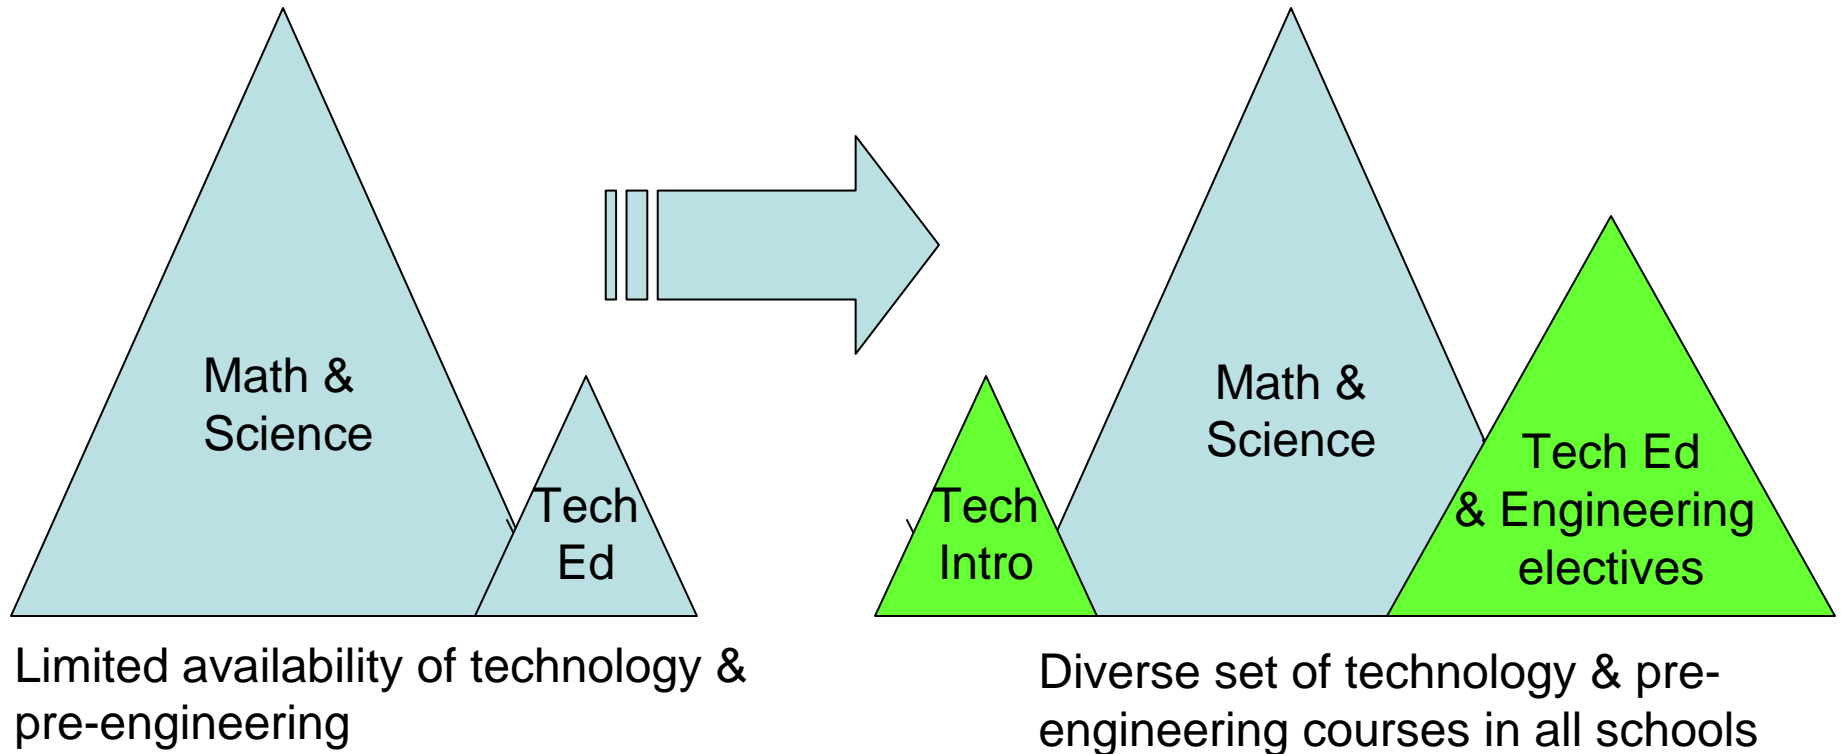 Math &
Science
Tech
Ed
Limited availability of technology &
pre-engineering
Tech
Intro
Math &
Science
Tech Ed
& Engineering
electives
Diverse set of technology & pre-
engineering courses in all schools